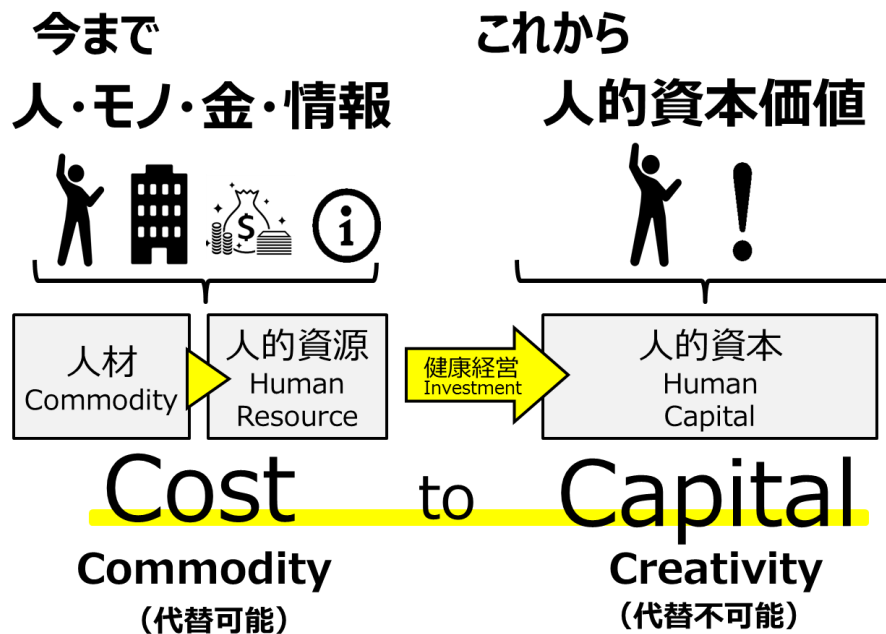 今まで
これから
人・モノ・金・情報
人的資本価値
$
i
人材
Commodity
人的資源
Human
Resource
健康経営
Investment
人的資本
Human
Capital
Cost to Capital
Commodity
(代替可能)
Creativity
(代替不可能)